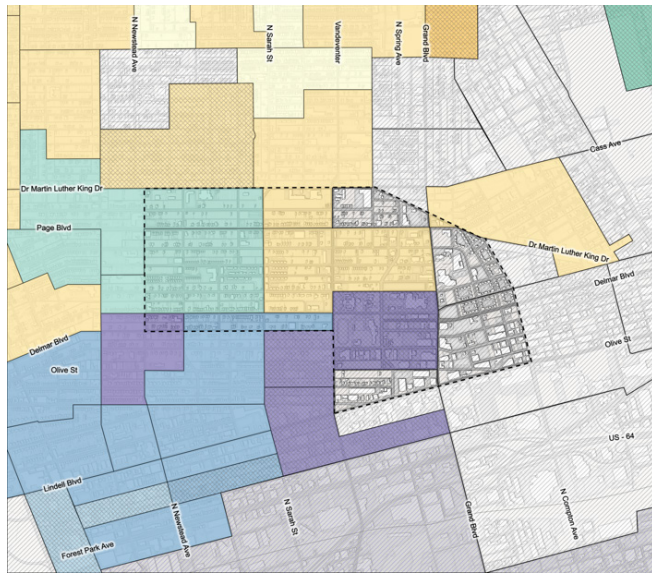 N Newstead Ave
N Sarah St
Vandeventer
N Spring Ave
Grand Blvd
Cass Ave
Dr Martin Luther King Dr
Page Blvd
Dr Martin Luther King Dr
Delmar Blvd
Delmar Blvd
Olive St
Olive St
US - 64
Lindell Blvd
N Newstead Ave
N Sarah St
Grand Blvd
N Compton Ave
Forest Park Ave